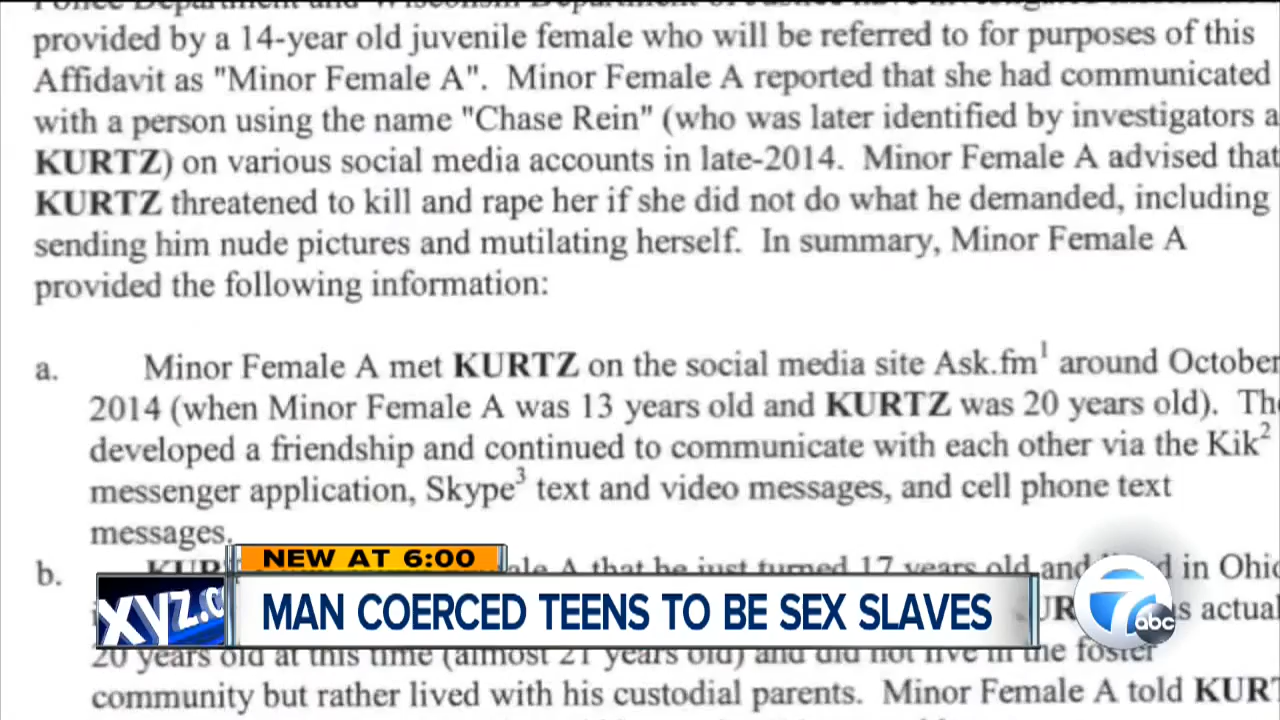 Police Department and Wisconsin Department of
provided by a 14-year old juvenile female who will be referred to for purposes of this
Affidavit as "Minor Female A". Minor Female A reported that she had communicated
with a person using the name "Chase Rein" (who was later identified by investigators a
KURTZ) on various social media accounts in late-2014. Minor Female A advised that
KURTZ threatened to kill and rape her if she did not do what he demanded, including
sending him nude pictures and mutilating herself. In summary, Minor Female A
provided the following information:
a. Minor Female A met KURTZ on the social media site Ask.fm1 around October
2014 (when Minor Female A was 13 years old and KURTZ was 20 years old). The
developed a friendship and continued to communicate with each other via the Kik2
messenger application, Skype3 text and video messages, and cell phone text
messages.
b. A that he just turned 17 years old and in Ohio
actual
20 years old at this time (almost 21 years old) and did not live in the foster
community but rather lived with his custodial parents. Minor Female A told KURT
NEW AT 6:00
xyz.c
MAN COERCED TEENS TO BE SEX SLAVES
7 abc